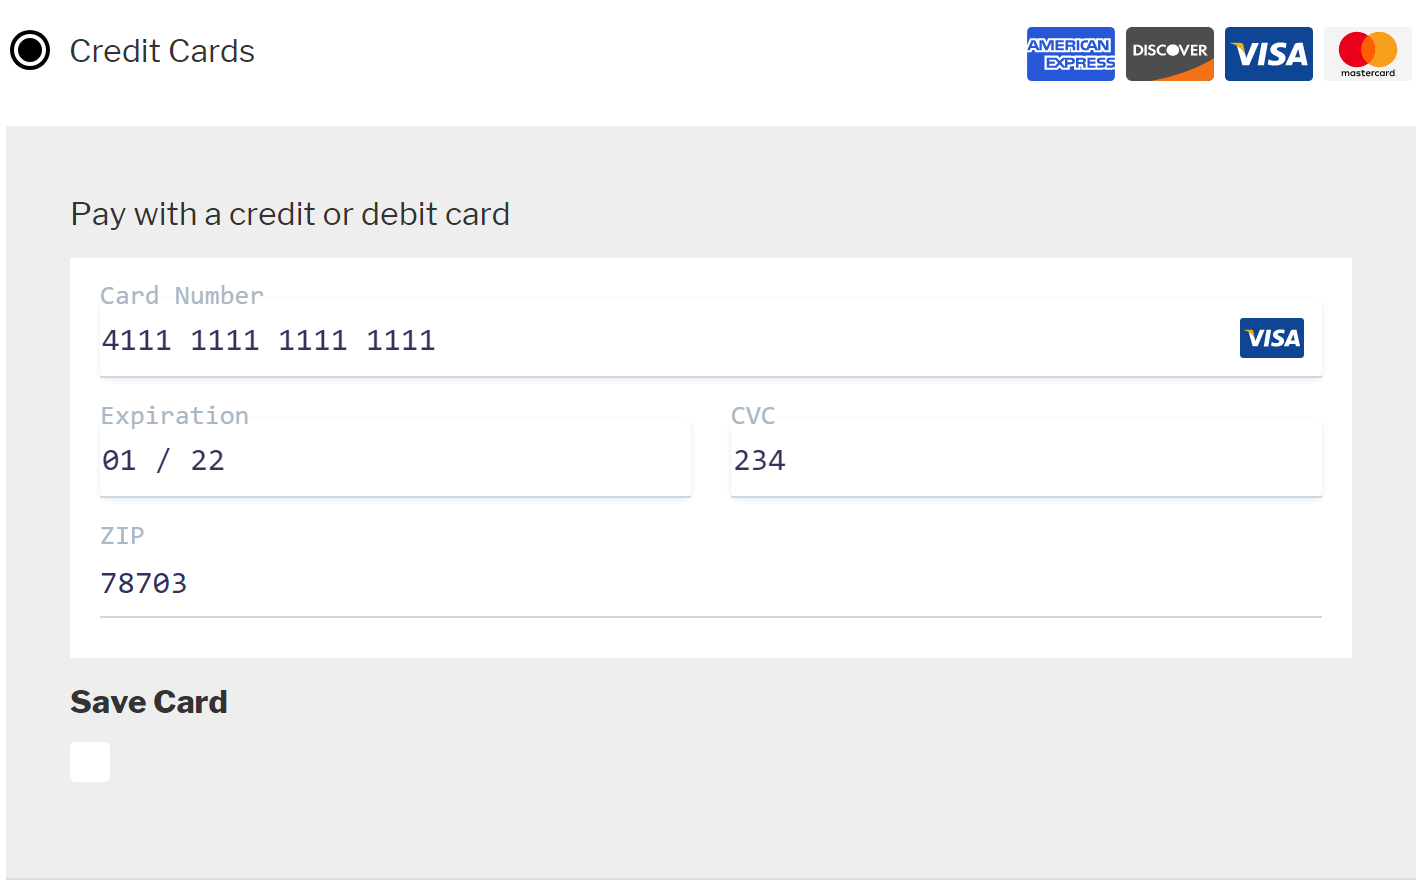 Credit Cards
AMERICAN
EXPRESS
DISCOVER
VISA
mastercard.
Pay with a credit or debit card
Card Number
4111 1111 1111 1111
VISA
Expiration
CVC
01 / 22
234
ZIP
78703
Save Card